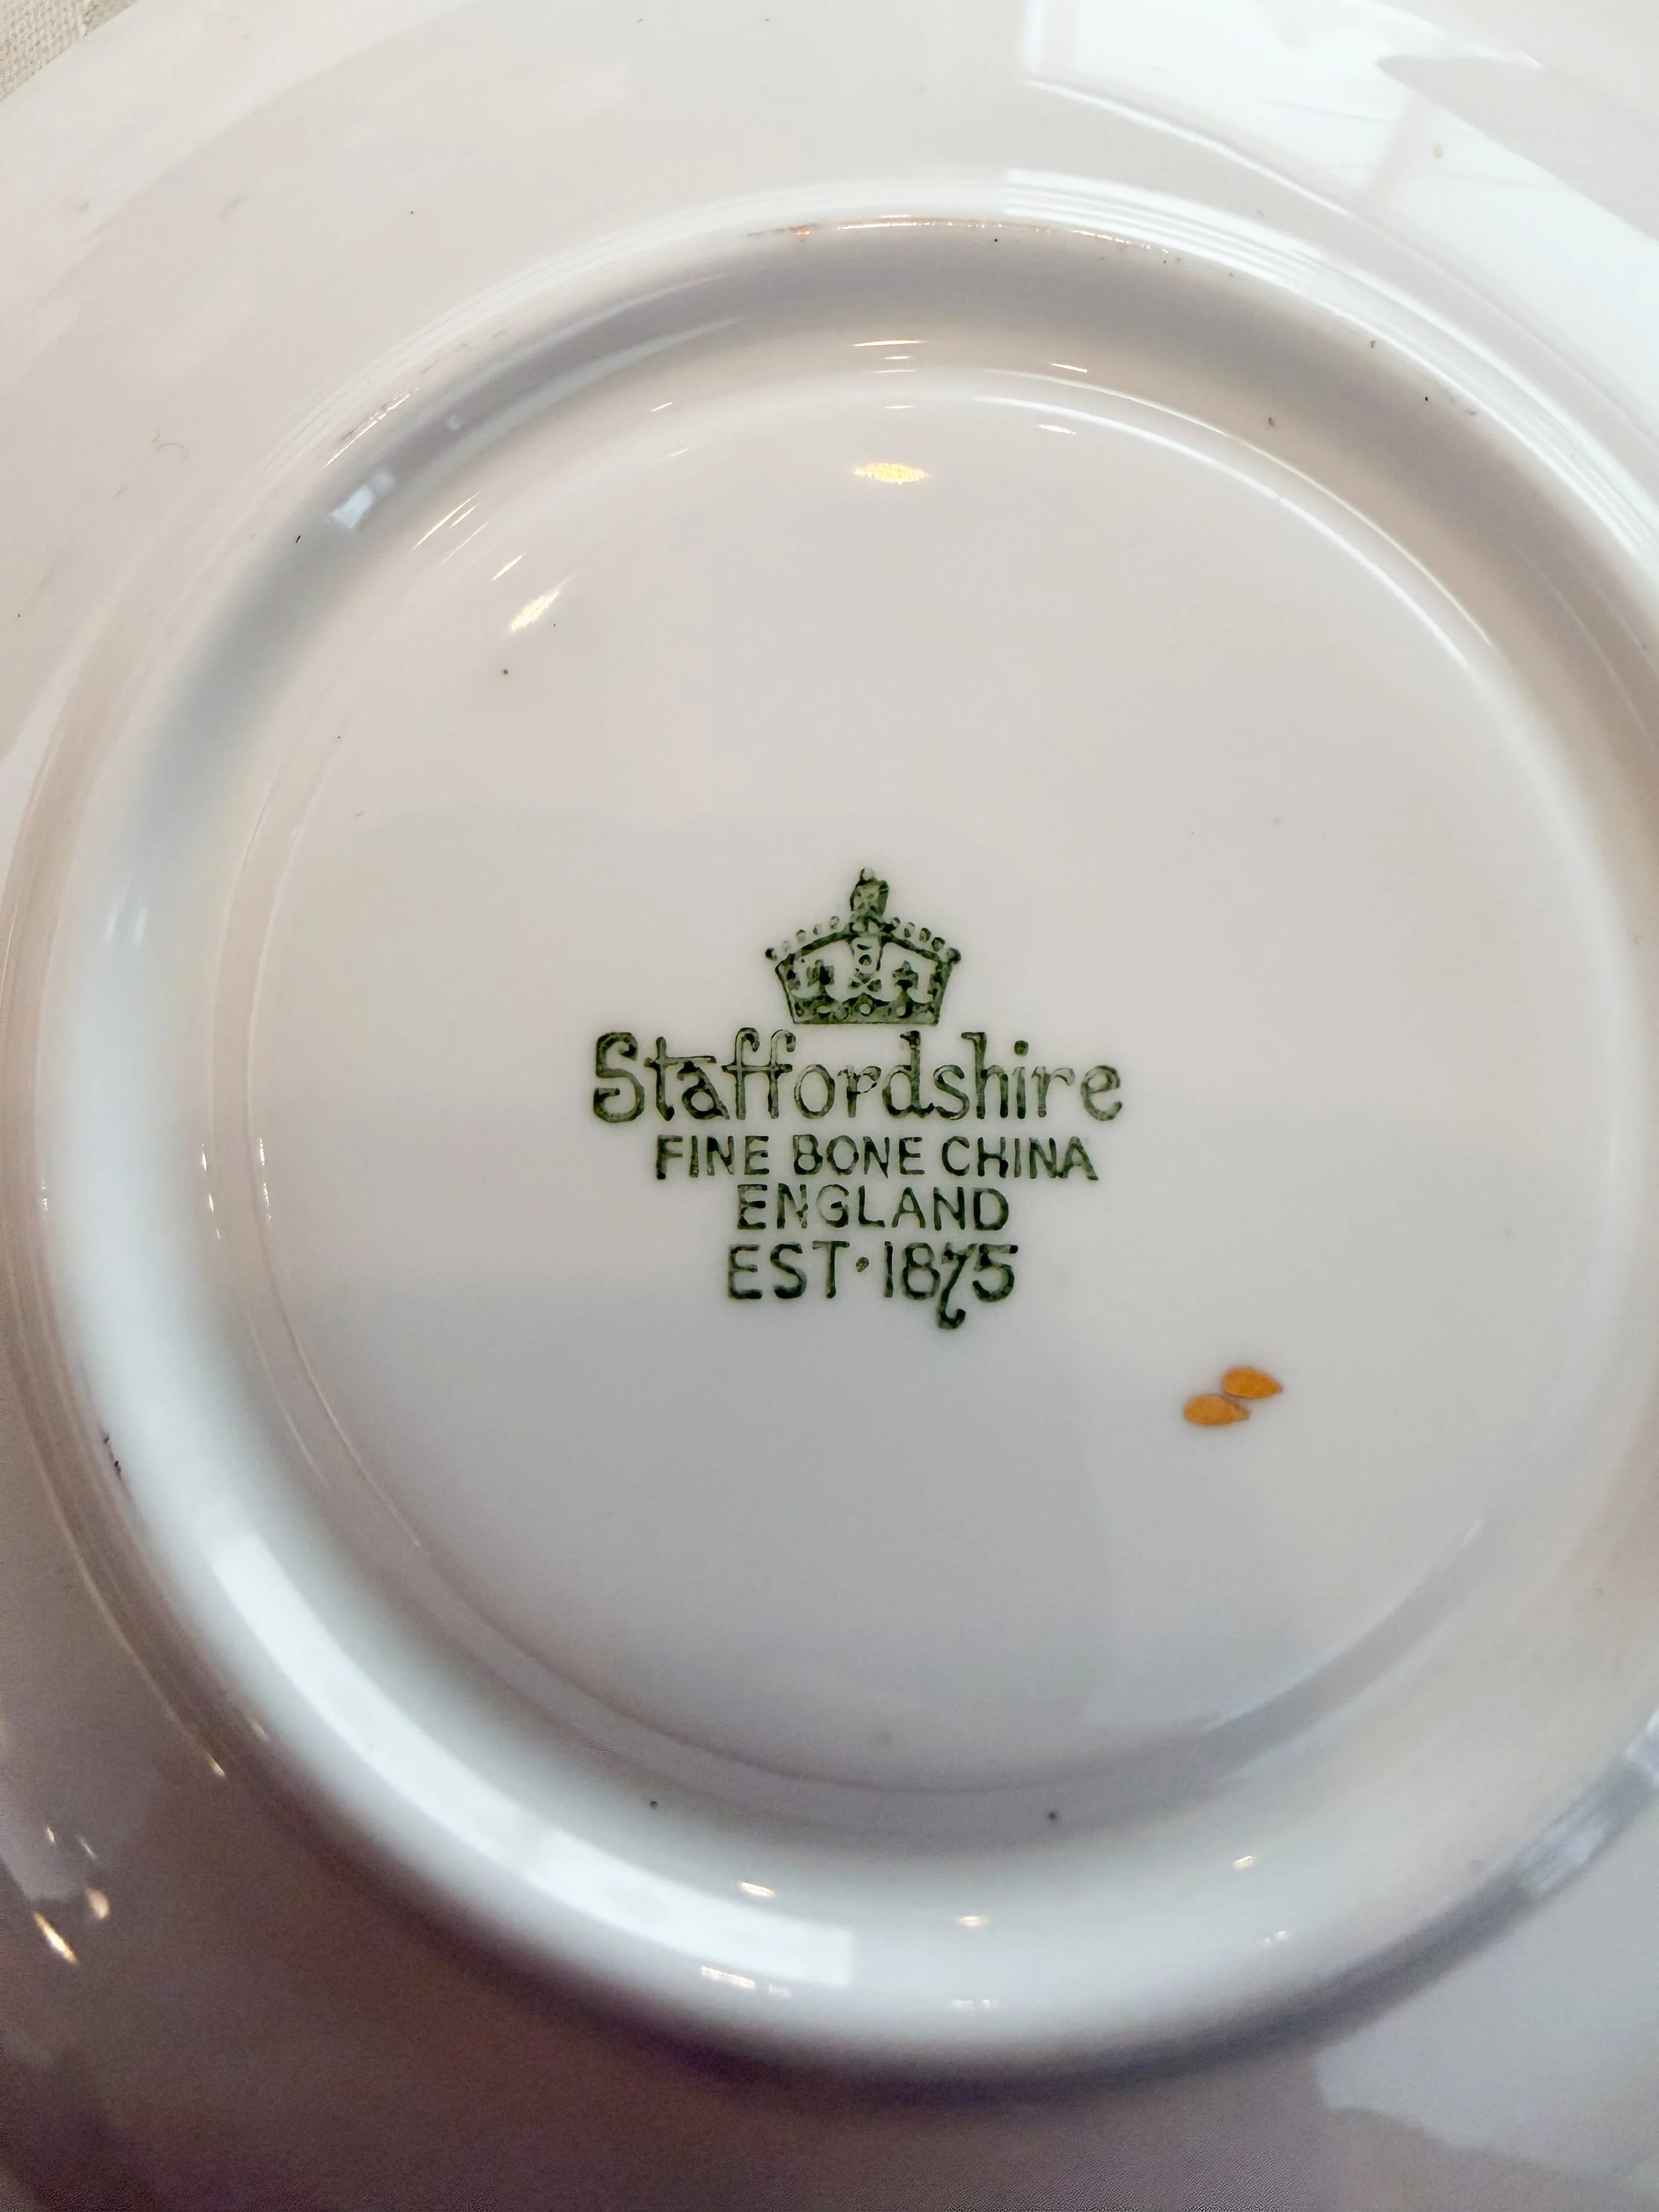 Staffordshire
FINE BONE CHINA
ENGLAND
EST·1875